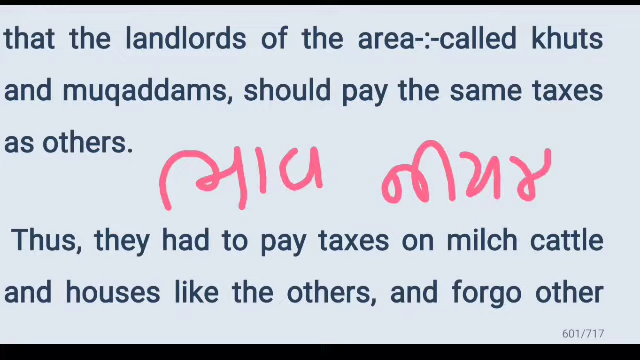 that the landlords of the area-:-called khuts
and muqaddams, should pay the same taxes
as others.
ભાવ
Thus, they had to pay taxes on milch cattle
and houses like the others, and forgo other
601/717